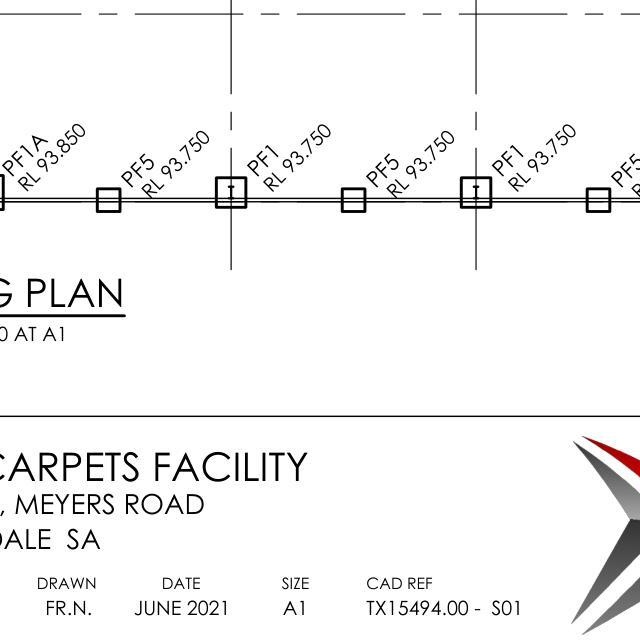 PF1A
RL 93.850
PF5
RL 93.750
PF1
RL 93.750
PF5
RL 93.750
PF1
RL 93.750
PF5
G PLAN
0 AT A1
CARPETS FACILITY
, MEYERS ROAD
DALE SA
DRAWN DATE SIZE CAD REF
FR.N. JUNE 2021 A1 TX15494.00 - S01